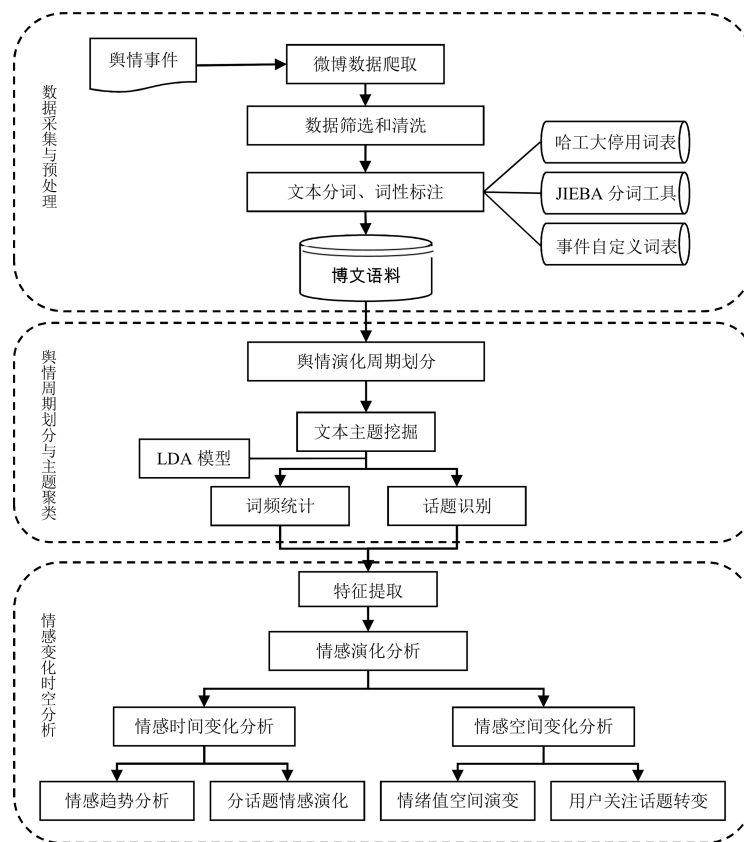 数据采集与预处理
舆情事件
微博数据爬取
数据筛选和清洗
文本分词、词性标注
哈工大停用词表
JIEBA 分词工具
事件自定义词表
博文语料
舆情周期划分与主题聚类
舆情演化周期划分
文本主题挖掘
LDA 模型
词频统计
话题识别
情感变化时空分析
特征提取
情感演化分析
情感时间变化分析
情感空间变化分析
情感趋势分析
分话题情感演化
情绪值空间演变
用户关注话题转变